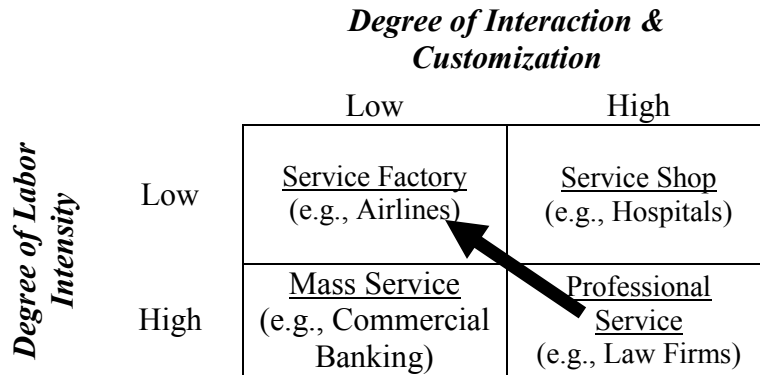 Degree of Interaction &
Customization
Low High
Degree of Labor
Intensity
Low
Service Factory
(e.g., Airlines)
Service Shop
(e.g., Hospitals)
High
Mass Service
(e.g., Commercial
Banking)
Professional
Service
(e.g., Law Firms)